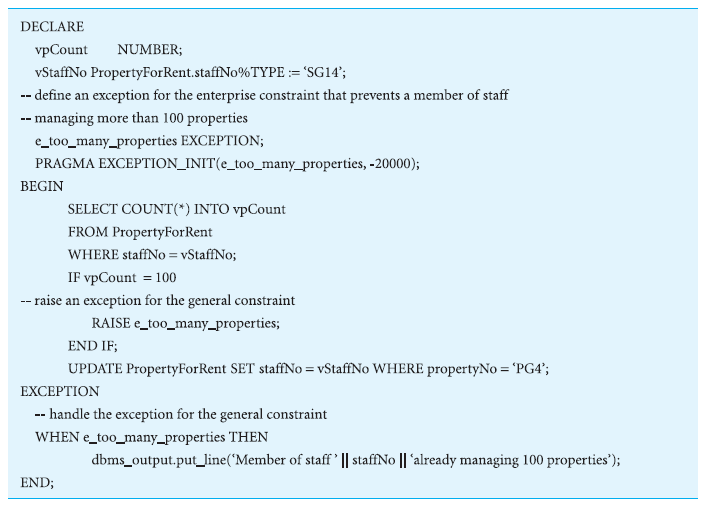 DECLARE
vpCount NUMBER;
vStaffNo PropertyForRent.staffNo%TYPE := ‘SG14’;
-- define an exception for the enterprise constraint that prevents a member of staff
-- managing more than 100 properties
e_too_many_properties EXCEPTION;
PRAGMA EXCEPTION_INIT(e_too_many_properties, -20000);
BEGIN
SELECT COUNT(*) INTO vpCount
FROM PropertyForRent
WHERE staffNo = vStaffNo;
IF vpCount = 100
-- raise an exception for the general constraint
RAISE e_too_many_properties;
END IF;
UPDATE PropertyForRent SET staffNo = vStaffNo WHERE propertyNo = ‘PG4’;
EXCEPTION
-- handle the exception for the general constraint
WHEN e_too_many_properties THEN
dbms_output.put_line(‘Member of staff ’ || staffNo || ‘already managing 100 properties’);
END;